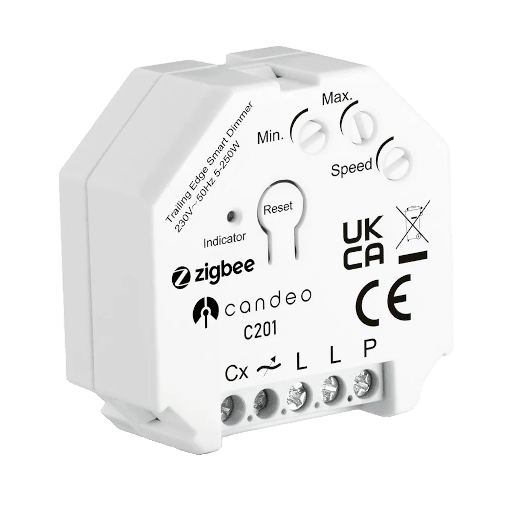 Trailing Edge Smart Dimmer
230V~50Hz 5-250W
Min.
Max.
Speed
Reset
Indicator
zigbee
candeo
C201
UK
CA
CE
Cx L L P